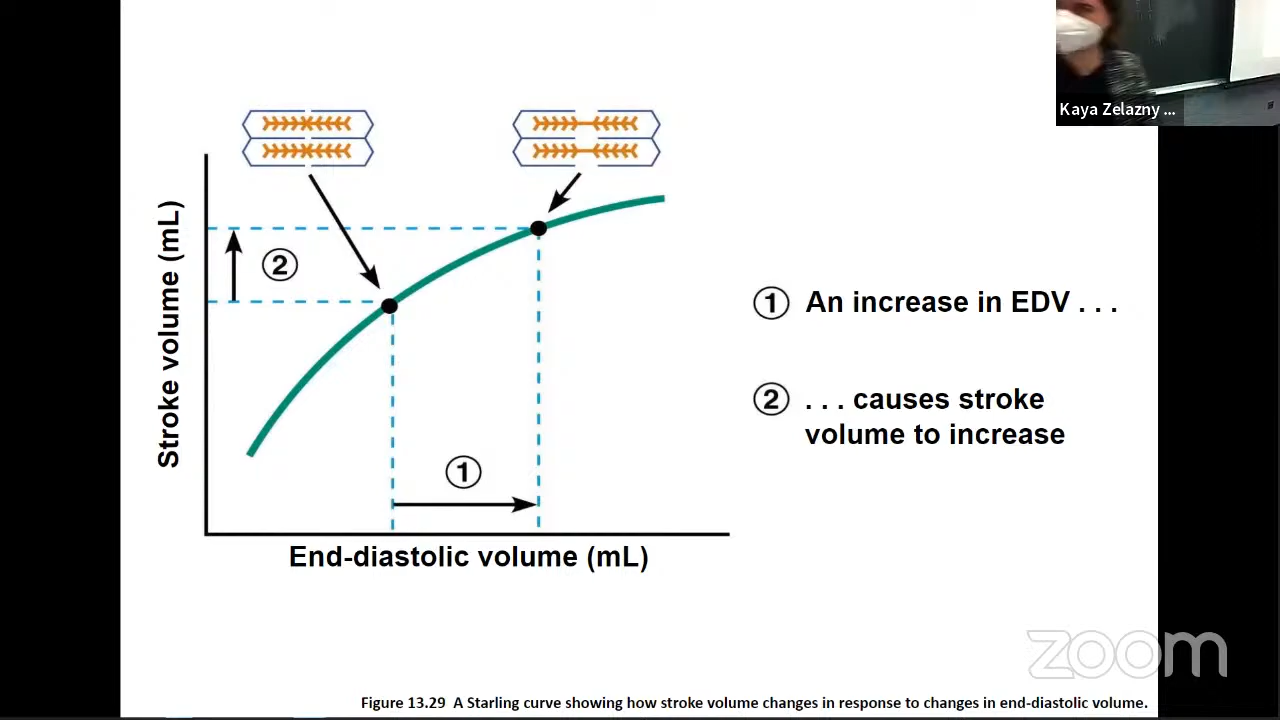 Kaya Zelazny ...
Stroke volume (mL)
2
1
End-diastolic volume (mL)
1 An increase in EDV . . .
2 . . . causes stroke
volume to increase
zoom
Figure 13.29 A Starling curve showing how stroke volume changes in response to changes in end-diastolic volume.